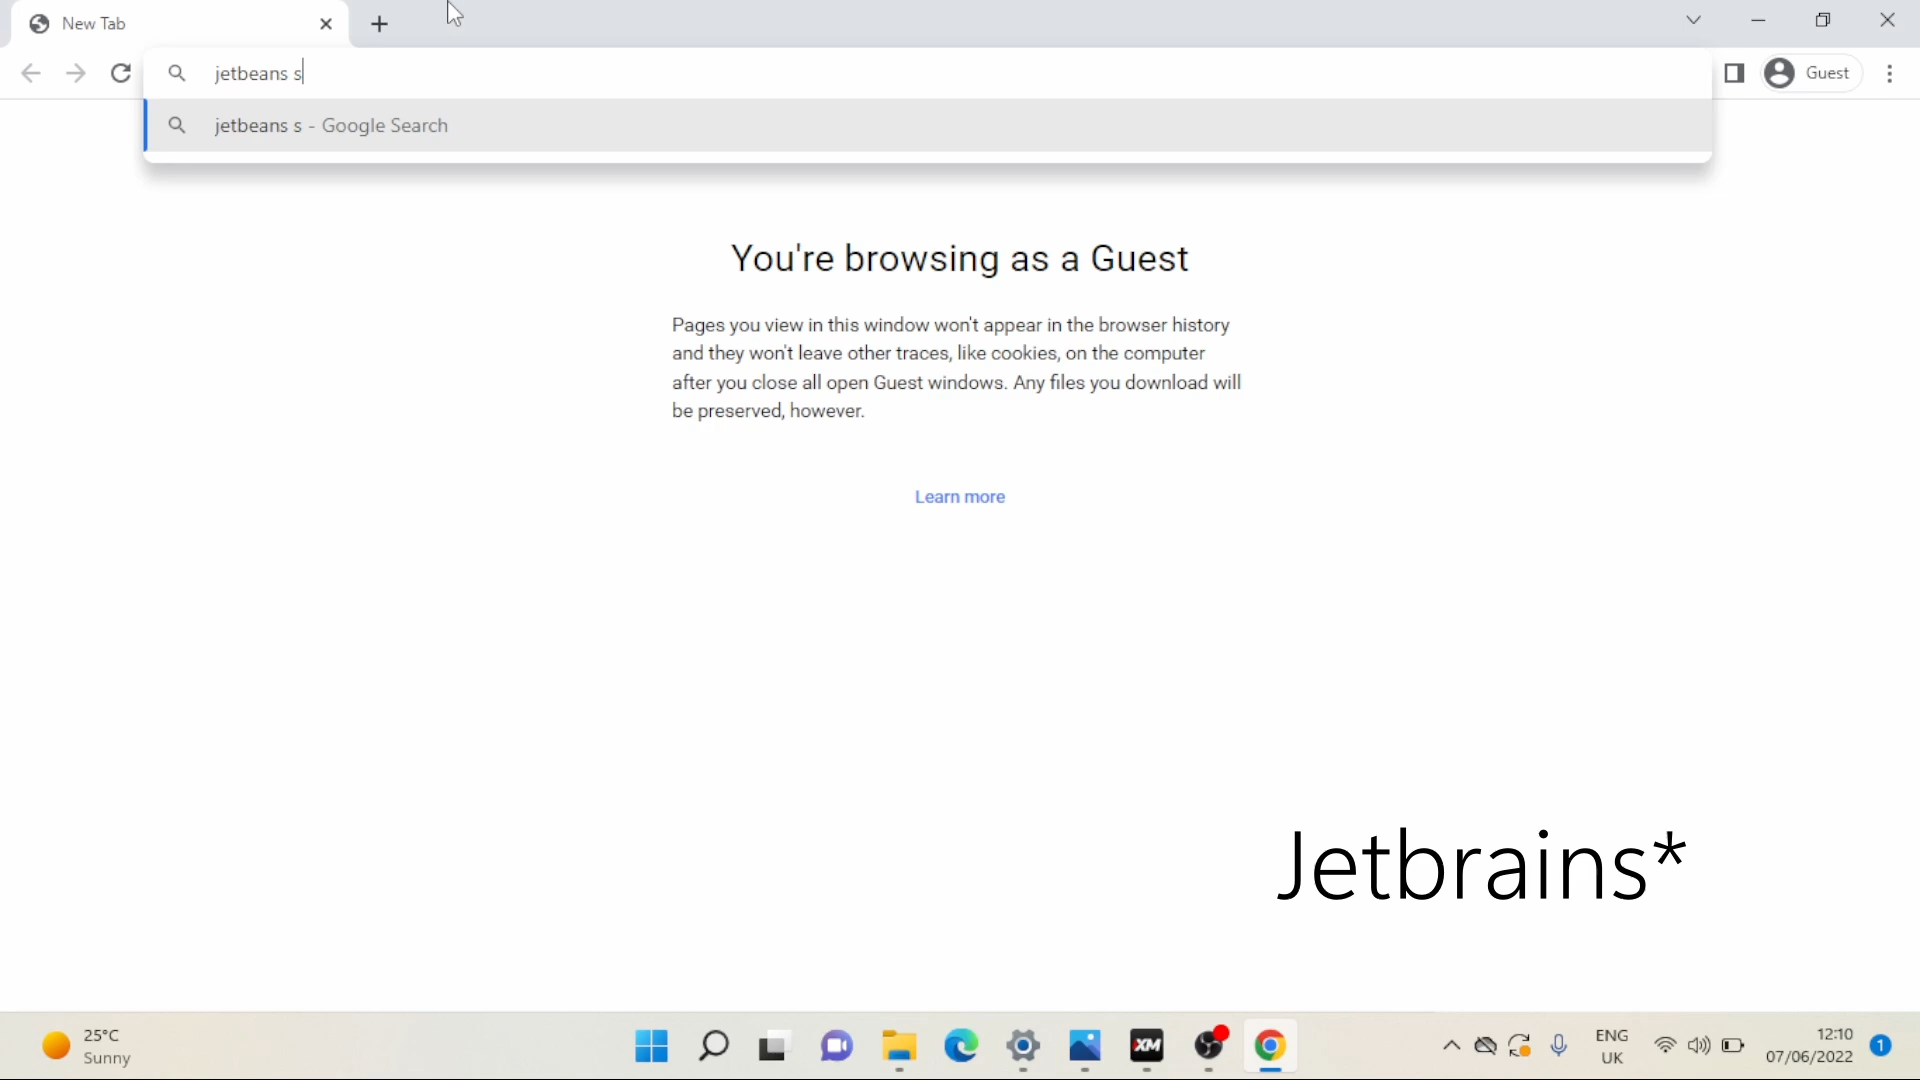 New Tab
jetbeans s
Guest
jetbeans s - Google Search
You're browsing as a Guest
Pages you view in this window won't appear in the browser history
and they won't leave other traces, like cookies, on the computer
after you close all open Guest windows. Any files you download will
be preserved, however.
Learn more
Jetbrains*
25°C
Sunny
XM
ENG
UK
12:10
07/06/2022
1